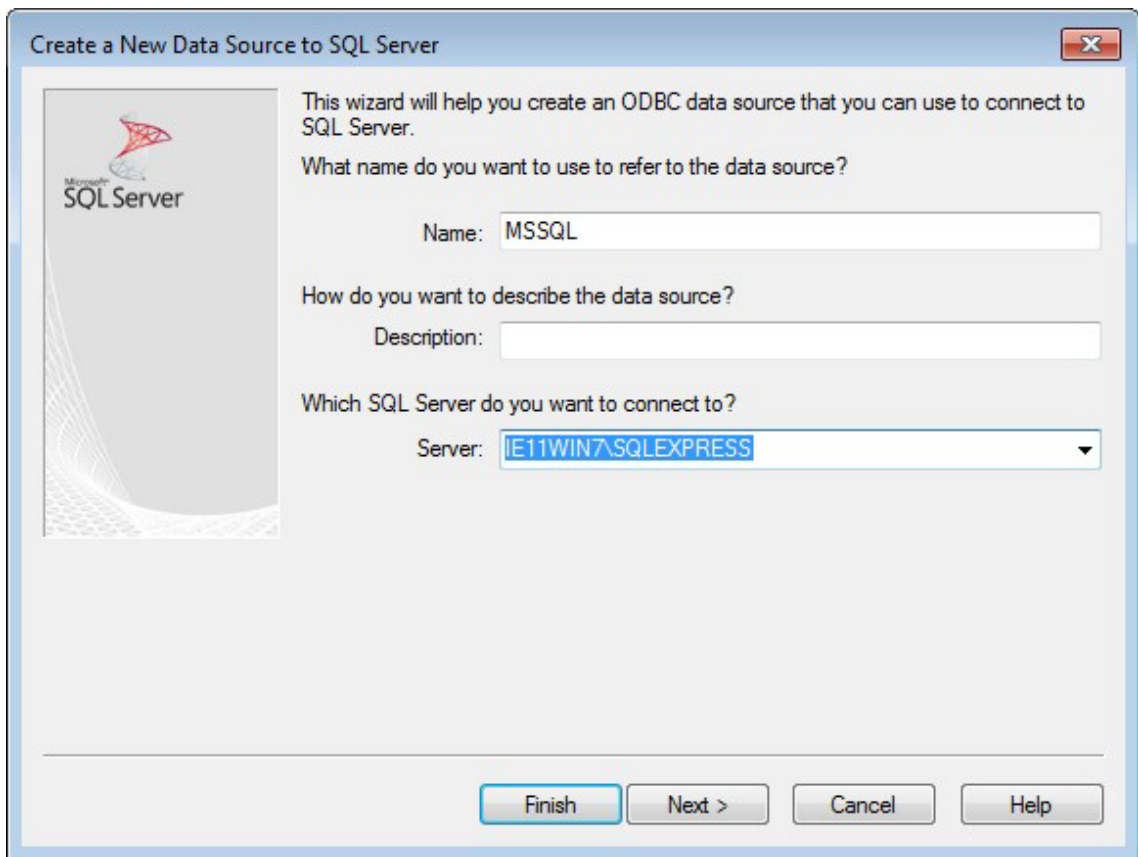 Create a New Data Source to SQL Server
This wizard will help you create an ODBC data source that you can use to connect to
SQL Server.
What name do you want to use to refer to the data source?
Microsoft
SQL Server
Name: MSSQL
How do you want to describe the data source?
Description:
Which SQL Server do you want to connect to?
Server: IE11WIN7\SQLEXPRESS
Finish Next > Cancel Help